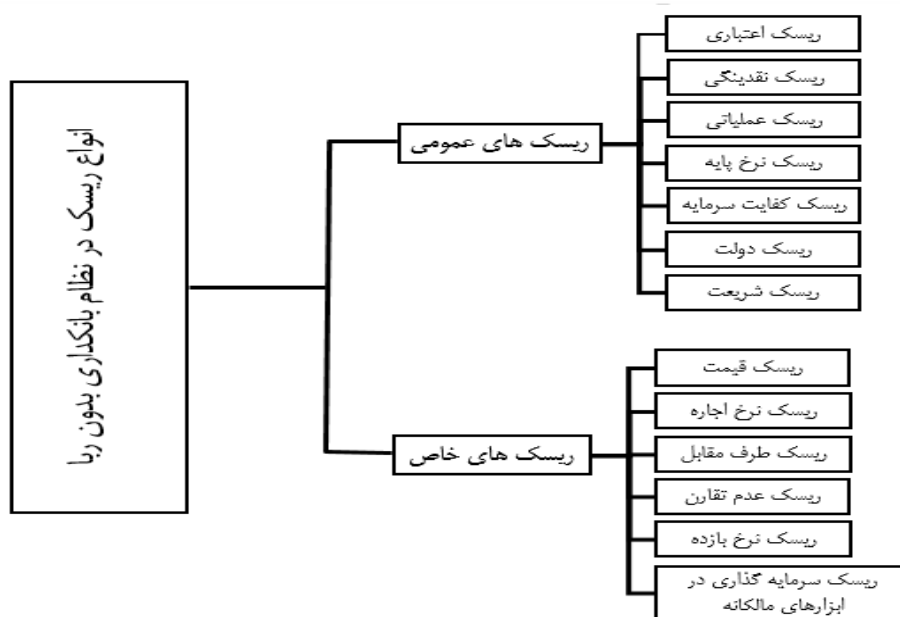 انواع ریسک در نظام بانکداری بدون ربا
ریسک های عمومی
ریسک اعتباری
ریسک نقدینگی
ریسک عملیاتی
ریسک نرخ پایه
ریسک کفایت سرمایه
ریسک دولت
ریسک شریعت
ریسک های خاص
ریسک قیمت
ریسک نرخ اجاره
ریسک طرف مقابل
ریسک عدم تقارن
ریسک نرخ بازده
ریسک سرمایه گذاری در
ابزارهای مالکانه